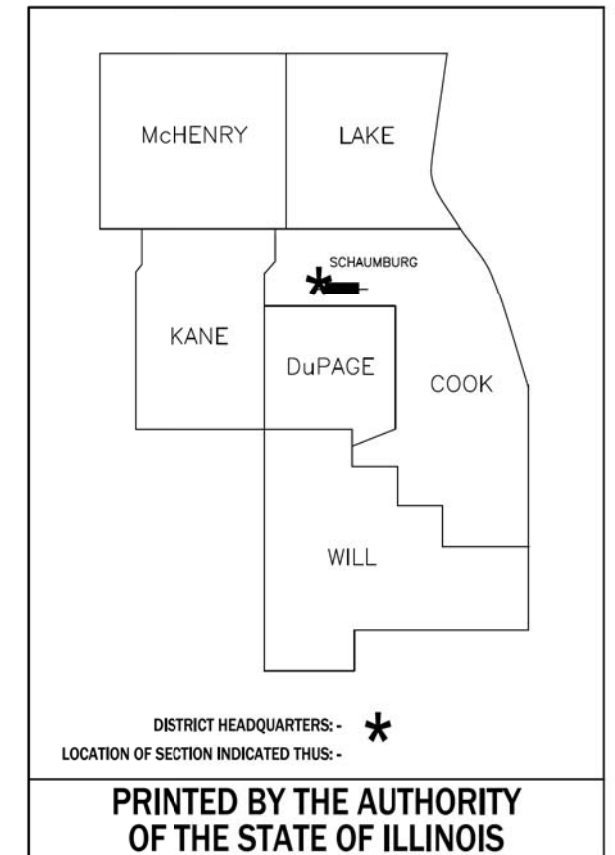 McHENRY
LAKE
SCHAUMBURG
KANE
DuPAGE
COOK
WILL
DISTRICT HEADQUARTERS: -
LOCATION OF SECTION INDICATED THUS: -
PRINTED BY THE AUTHORITY
OF THE STATE OF ILLINOIS